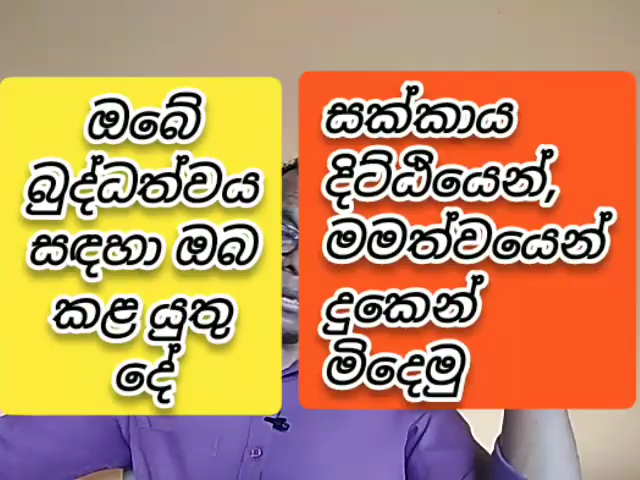 ඔබේ
බුද්ධත්වය
සඳහා ඔබ
කළ යුතු
දේ
සක්කාය
දිට්ඨියෙන්,
මමත්වයෙන්
දුකෙන්
මිදෙමු